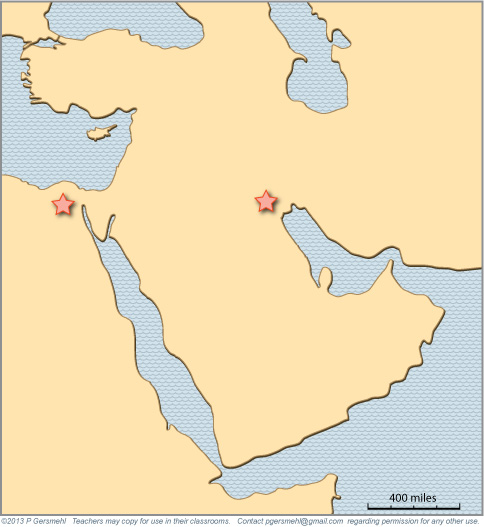 400 miles
©2013 P Gersmehl Teachers may copy for use in their classrooms. Contact pgersmehl@gmail.com regarding permission for any other use.